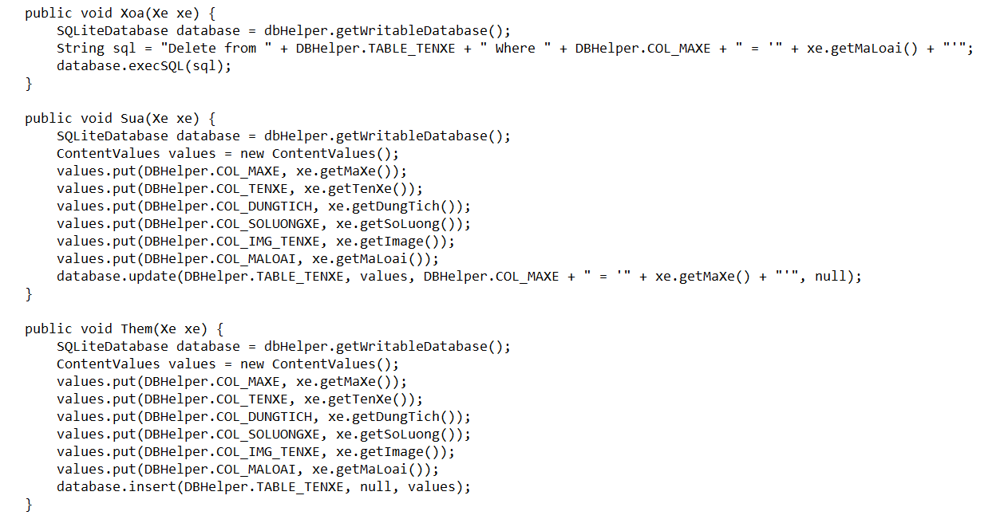 public void Xoa(Xe xe) {
    SQLiteDatabase database = dbHelper.getWritableDatabase();
    String sql = "Delete from " + DBHelper.TABLE_TENXE + " Where " + DBHelper.COL_MAXE + " = '" + xe.getMaLoai() + "'";
    database.execSQL(sql);
}

public void Sua(Xe xe) {
    SQLiteDatabase database = dbHelper.getWritableDatabase();
    ContentValues values = new ContentValues();
    values.put(DBHelper.COL_MAXE, xe.getMaXe());
    values.put(DBHelper.COL_TENXE, xe.getTenXe());
    values.put(DBHelper.COL_DUNGTICH, xe.getDungTich());
    values.put(DBHelper.COL_SOLUONGXE, xe.getSoLuong());
    values.put(DBHelper.COL_IMG_TENXE, xe.getImage());
    values.put(DBHelper.COL_MALOAI, xe.getMaLoai());
    database.update(DBHelper.TABLE_TENXE, values, DBHelper.COL_MAXE + " = '" + xe.getMaXe() + "'", null);
}

public void Them(Xe xe) {
    SQLiteDatabase database = dbHelper.getWritableDatabase();
    ContentValues values = new ContentValues();
    values.put(DBHelper.COL_MAXE, xe.getMaXe());
    values.put(DBHelper.COL_TENXE, xe.getTenXe());
    values.put(DBHelper.COL_DUNGTICH, xe.getDungTich());
    values.put(DBHelper.COL_SOLUONGXE, xe.getSoLuong());
    values.put(DBHelper.COL_IMG_TENXE, xe.getImage());
    values.put(DBHelper.COL_MALOAI, xe.getMaLoai());
    database.insert(DBHelper.TABLE_TENXE, null, values);
}